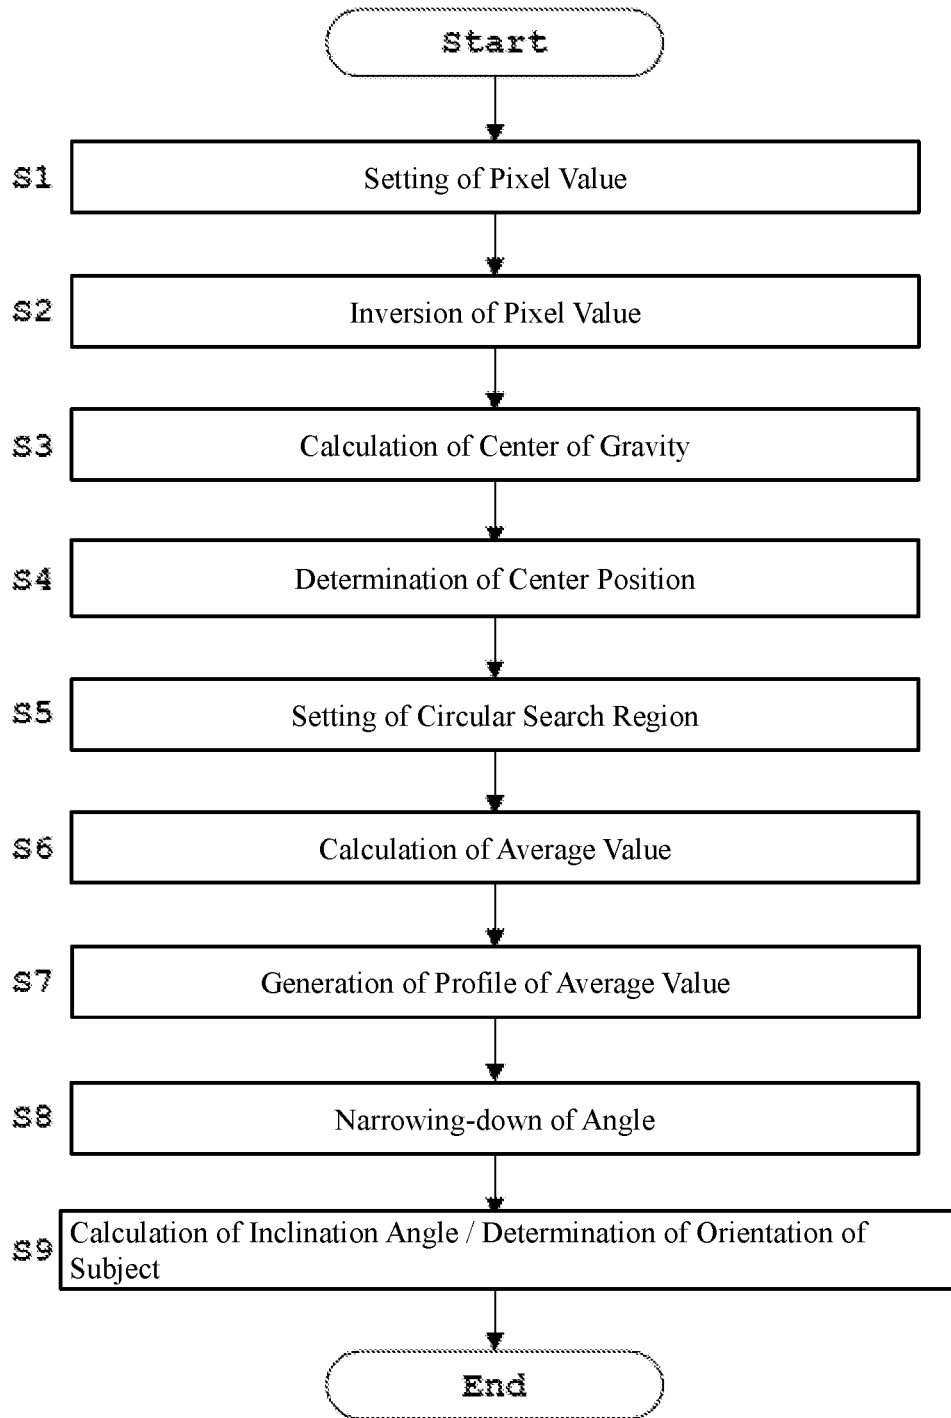 Start
S1 Setting of Pixel Value
S2 Inversion of Pixel Value
S3 Calculation of Center of Gravity
S4 Determination of Center Position
S5 Setting of Circular Search Region
S6 Calculation of Average Value
S7 Generation of Profile of Average Value
S8 Narrowing-down of Angle
S9 Calculation of Inclination Angle / Determination of Orientation of
Subject
End